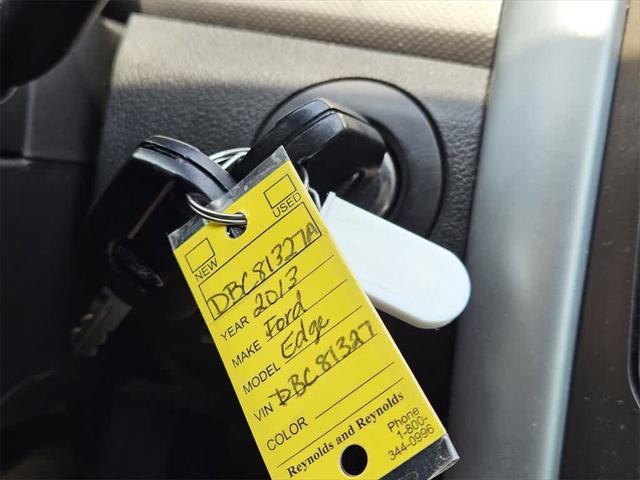 NEW
USED
DBC81327A
YEAR 2013
MAKE Ford
MODEL Edge
VIN DBC81327
COLOR
Reynolds and Reynolds
Phone
1-800-
344-0996